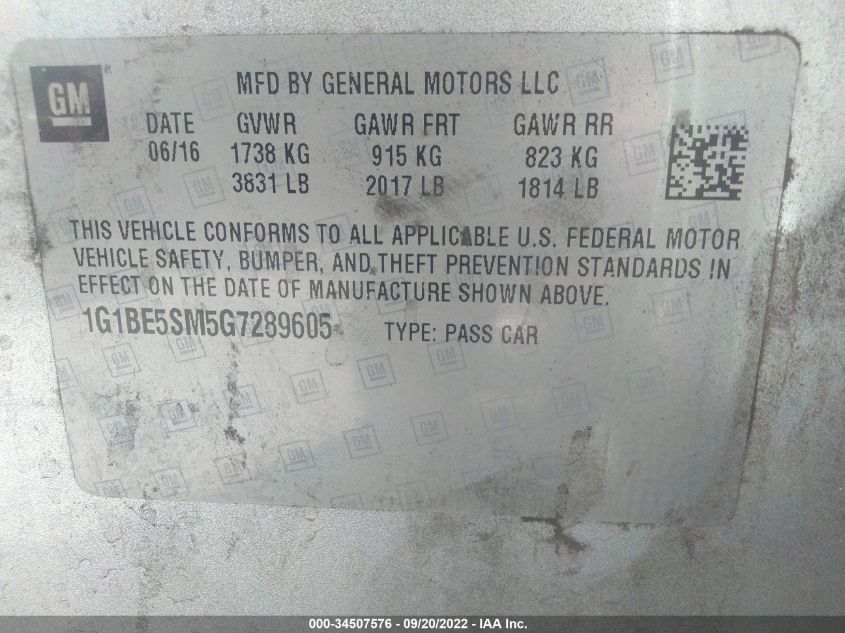 GM
MFD BY GENERAL MOTORS LLC
DATE GVWR GAWR FRT GAWR RR
06/16 1738 KG 915 KG 823 KG
3831 LB 2017 LB 1814 LB
THIS VEHICLE CONFORMS TO ALL APPLICABLE U.S. FEDERAL MOTOR
VEHICLE SAFETY, BUMPER, AND THEFT PREVENTION STANDARDS IN
EFFECT ON THE DATE OF MANUFACTURE SHOWN ABOVE.
1G1BE5SM5G7289605 TYPE: PASS CAR
000-34507576 - 09/20/2022 - IAA Inc.